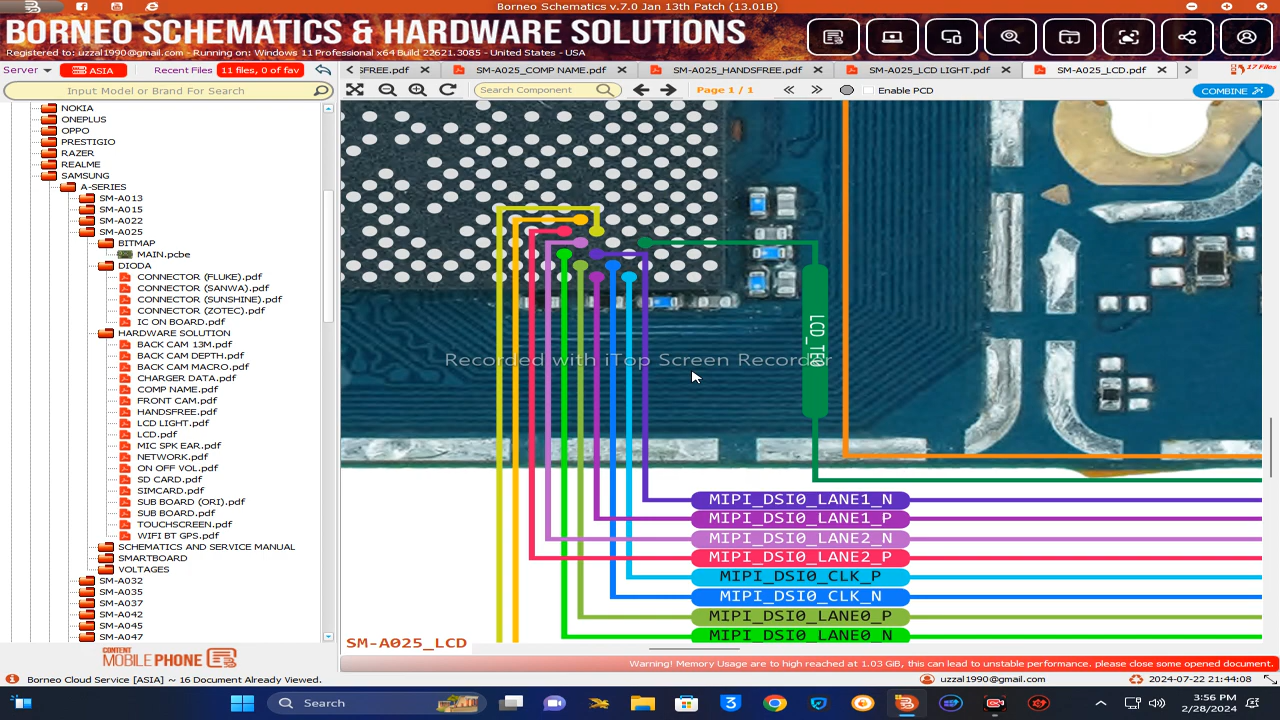 Borneo Schematics v.7.0 Jan 13th Patch (13.01B)
BORNEO SCHEMATICS & HARDWARE SOLUTIONS
Registered to: uzzal1990@gmail.com - Running on: Windows 11 Professional x64 Build 22621.3085 - United States - USA
Server ASIA Recent Files 11 files, 0 of fav
SFREE.pdf SM-A025_COMP NAME.pdf SM-A025_HANDSFREE.pdf SM-A025_LCD LIGHT.pdf SM-A025_LCD.pdf 17 Files
Input Model or Brand For Search
Search Component Page 1 / 1 Enable PCD COMBINE
NOKIA
ONEPLUS
OPPO
PRESTIGIO
RAZER
REALME
SAMSUNG
A-SERIES
SM-A013
SM-A015
SM-A022
SM-A025
BITMAP
MAIN.pcbe
DIODA
CONNECTOR (FLUKE).pdf
CONNECTOR (SANWA).pdf
CONNECTOR (SUNSHINE).pdf
CONNECTOR (ZOTEC).pdf
IC ON BOARD.pdf
HARDWARE SOLUTION
BACK CAM 13M.pdf
BACK CAM DEPTH.pdf
BACK CAM MACRO.pdf
CHARGER DATA.pdf
COMP NAME.pdf
FRONT CAM.pdf
HANDSFREE.pdf
LCD LIGHT.pdf
LCD.pdf
MIC SPK EAR.pdf
NETWORK.pdf
ON OFF VOL.pdf
SD CARD.pdf
SIMCARD.pdf
SUB BOARD (ORI).pdf
SUB BOARD.pdf
TOUCHSCREEN.pdf
WIFI BT GPS.pdf
SCHEMATICS AND SERVICE MANUAL
SMARTBOARD
VOLTAGES
SM-A032
SM-A035
SM-A037
SM-A042
SM-A045
SM-A047
CONTENT
MOBILE PHONE
LCD_TE0
Recorded with iTop Screen Recorder
MIPI_DSI0_LANE1_N
MIPI_DSI0_LANE1_P
MIPI_DSI0_LANE2_N
MIPI_DSI0_LANE2_P
MIPI_DSI0_CLK_P
MIPI_DSI0_CLK_N
MIPI_DSI0_LANE0_P
MIPI_DSI0_LANE0_N
SM-A025_LCD
Warning! Memory Usage are to high reached at 1.03 GiB, this can lead to unstable performance. please close some opened document.
Borneo Cloud Service [ASIA] ~ 16 Document Already Viewed.
uzzal1990@gmail.com 2024-07-22 21:44:08
Search
3:56 PM
2/28/2024